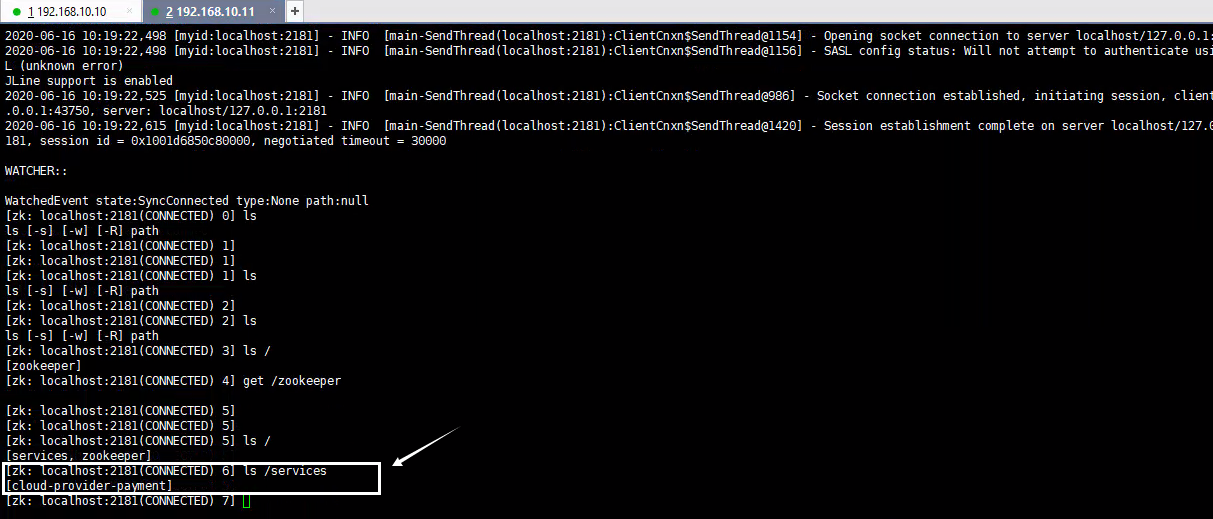 1 192.168.10.10 × 2 192.168.10.11 × +
2020-06-16 10:19:22,498 [myid:localhost:2181] - INFO  [main-SendThread(localhost:2181):ClientCnxn$SendThread@1154] - Opening socket connection to server localhost/127.0.0.1:
2020-06-16 10:19:22,498 [myid:localhost:2181] - INFO  [main-SendThread(localhost:2181):ClientCnxn$SendThread@1156] - SASL config status: Will not attempt to authenticate usi
L (unknown error)
JLine support is enabled
2020-06-16 10:19:22,525 [myid:localhost:2181] - INFO  [main-SendThread(localhost:2181):ClientCnxn$SendThread@986] - Socket connection established, initiating session, client
.0.0.1:43750, server: localhost/127.0.0.1:2181
2020-06-16 10:19:22,615 [myid:localhost:2181] - INFO  [main-SendThread(localhost:2181):ClientCnxn$SendThread@1420] - Session establishment complete on server localhost/127.0
181, session id = 0x1001d6850c80000, negotiated timeout = 30000
WATCHER::
WatchedEvent state:SyncConnected type:None path:null
[zk: localhost:2181(CONNECTED) 0] ls
ls [-s] [-w] [-R] path
[zk: localhost:2181(CONNECTED) 1]
[zk: localhost:2181(CONNECTED) 1]
[zk: localhost:2181(CONNECTED) 1] ls
ls [-s] [-w] [-R] path
[zk: localhost:2181(CONNECTED) 2]
[zk: localhost:2181(CONNECTED) 2] ls
ls [-s] [-w] [-R] path
[zk: localhost:2181(CONNECTED) 3] ls /
[zookeeper]
[zk: localhost:2181(CONNECTED) 4] get /zookeeper
[zk: localhost:2181(CONNECTED) 5]
[zk: localhost:2181(CONNECTED) 5]
[zk: localhost:2181(CONNECTED) 5] ls /
[services, zookeeper]
[zk: localhost:2181(CONNECTED) 6] ls /services
[cloud-provider-payment]
[zk: localhost:2181(CONNECTED) 7]